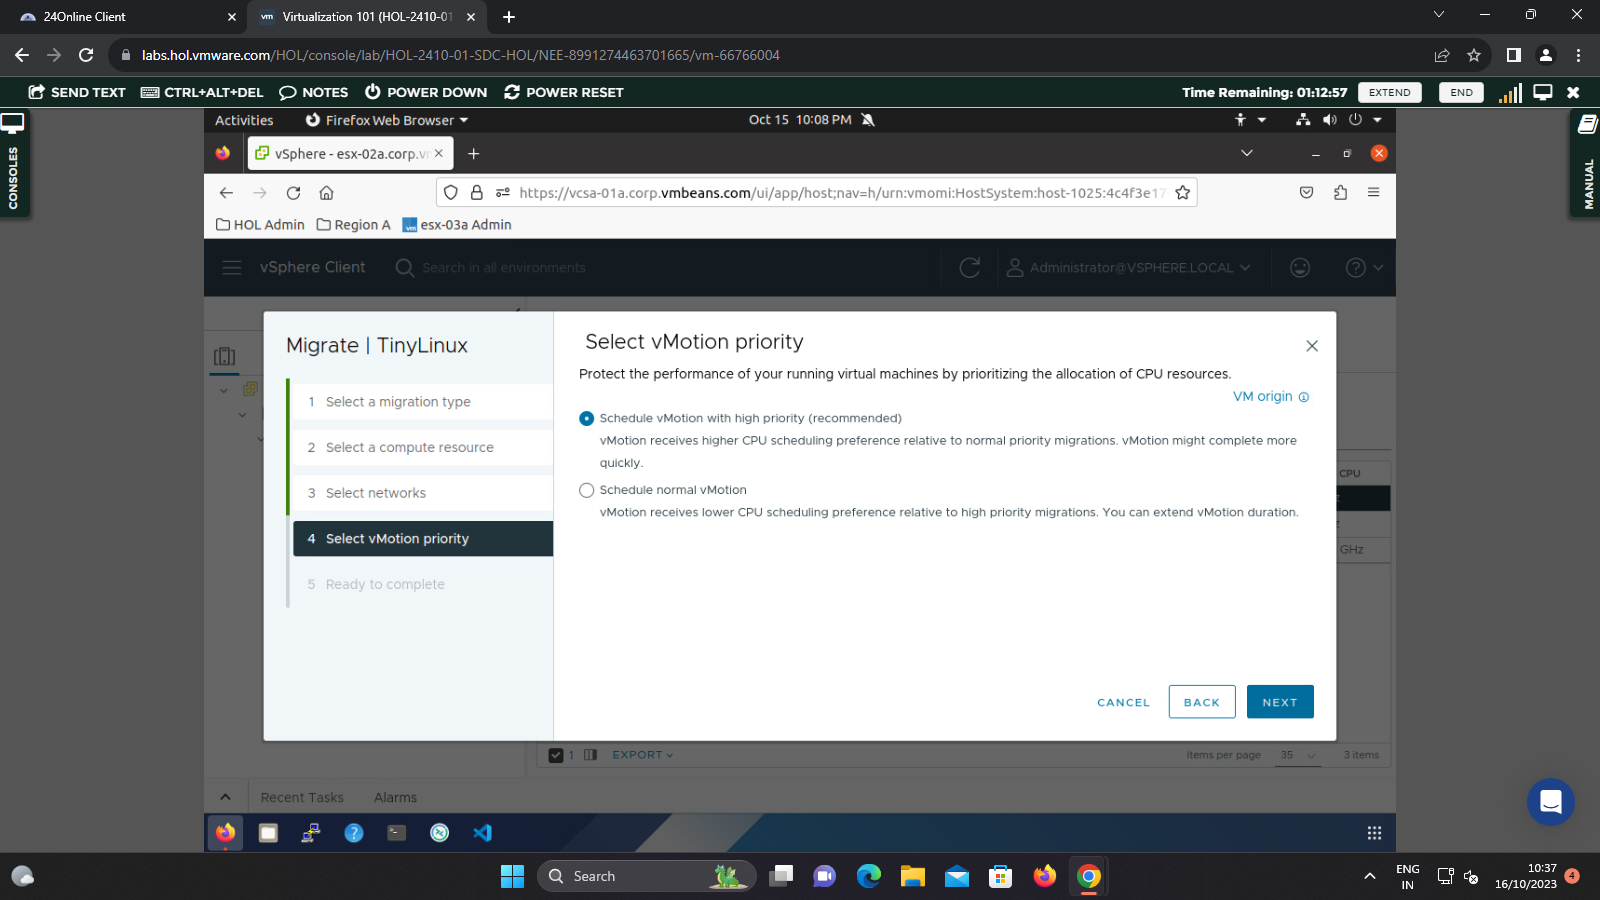 24Online Client
Virtualization 101 (HOL-2410-01
labs.hol.vmware.com/HOL/console/lab/HOL-2410-01-SDC-HOL/NEE-8991274463701665/vm-66766004
SEND TEXT CTRL+ALT+DEL NOTES POWER DOWN POWER RESET Time Remaining: 01:12:57 EXTEND END
CONSOLES
MANUAL
Activities Firefox Web Browser Oct 15 10:08 PM
vSphere - esx-02a.corp.vm
https://vcsa-01a.corp.vmbeans.com/ui/app/host;nav=h/urn:vmomi:HostSystem:host-1025:4c4f3e17
HOL Admin Region A esx-03a Admin
vSphere Client Search in all environments Administrator@VSPHERE.LOCAL
Migrate | TinyLinux
1 Select a migration type
2 Select a compute resource
3 Select networks
4 Select vMotion priority
5 Ready to complete
Select vMotion priority
Protect the performance of your running virtual machines by prioritizing the allocation of CPU resources.
VM origin
Schedule vMotion with high priority (recommended)
vMotion receives higher CPU scheduling preference relative to normal priority migrations. vMotion might complete more
quickly.
Schedule normal vMotion
vMotion receives lower CPU scheduling preference relative to high priority migrations. You can extend vMotion duration.
CPU
GHz
CANCEL BACK NEXT
1 EXPORT Items per page 35 3 items
Recent Tasks Alarms
Search
ENG
IN
10:37
16/10/2023
4